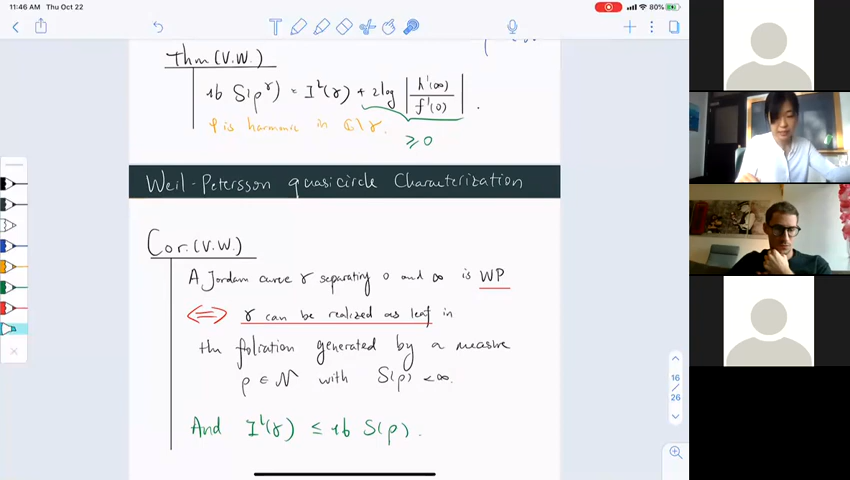 11:46 AM Thu Oct 22
80%
Thm (V.W.)
16 S(ρ^γ) = I^L(γ) + 2log |h'(∞) / f'(0)| .
φ is harmonic in ℂ\γ.
≥ 0
Weil-Petersson quasicircle Characterization
Cor. (V.W.)
A Jordan curve γ separating 0 and ∞ is WP
⟺ γ can be realized as leaf in
the foliation generated by a measure
ρ ∈ N with S(ρ) < ∞.
And I^L(γ) ≤ 16 S(ρ).
16
/
26